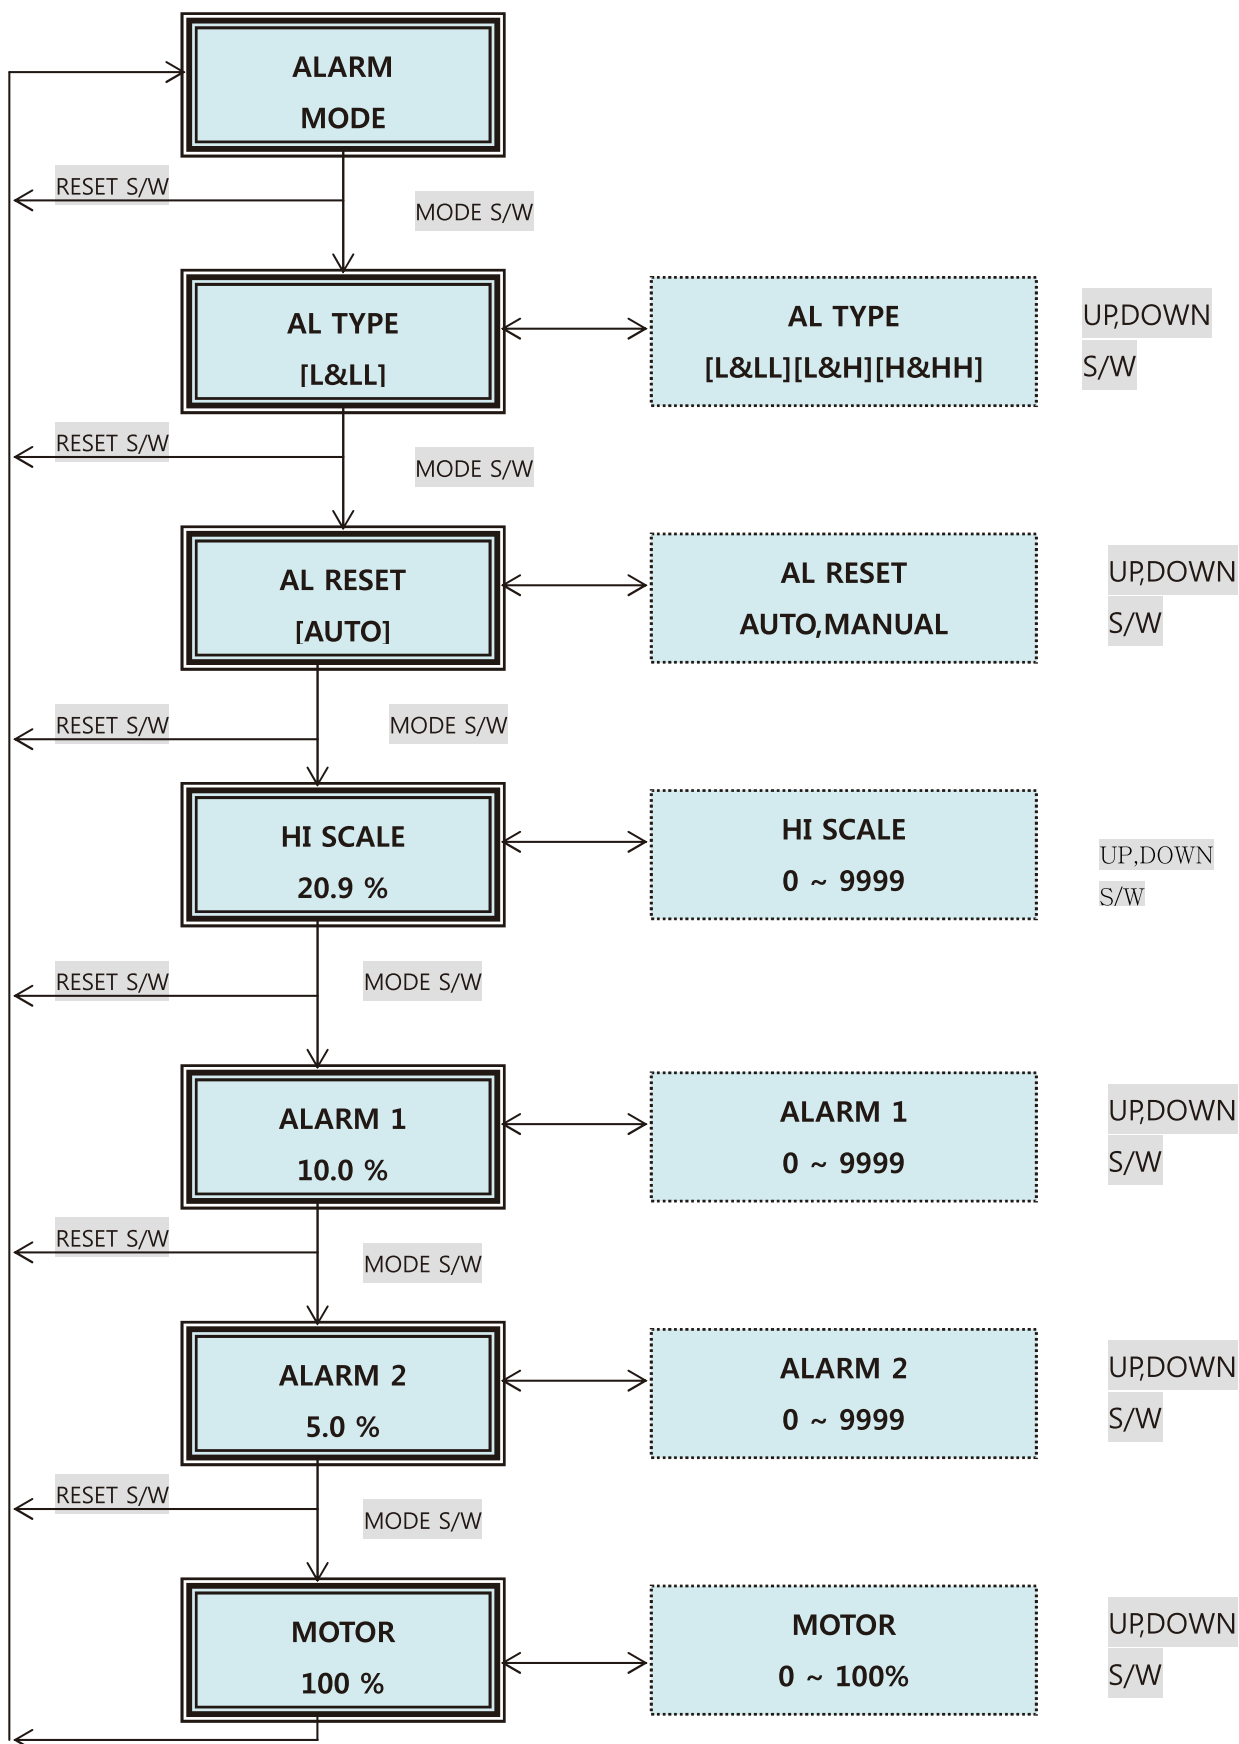 ALARM
MODE
RESET S/W
MODE S/W
AL TYPE
[L&LL]
AL TYPE
[L&LL][L&H][H&HH]
UP,DOWN
S/W
RESET S/W
MODE S/W
AL RESET
[AUTO]
AL RESET
AUTO,MANUAL
UP,DOWN
S/W
RESET S/W
MODE S/W
HI SCALE
20.9 %
HI SCALE
0 ~ 9999
UP,DOWN
S/W
RESET S/W
MODE S/W
ALARM 1
10.0 %
ALARM 1
0 ~ 9999
UP,DOWN
S/W
RESET S/W
MODE S/W
ALARM 2
5.0 %
ALARM 2
0 ~ 9999
UP,DOWN
S/W
RESET S/W
MODE S/W
MOTOR
100 %
MOTOR
0 ~ 100%
UP,DOWN
S/W